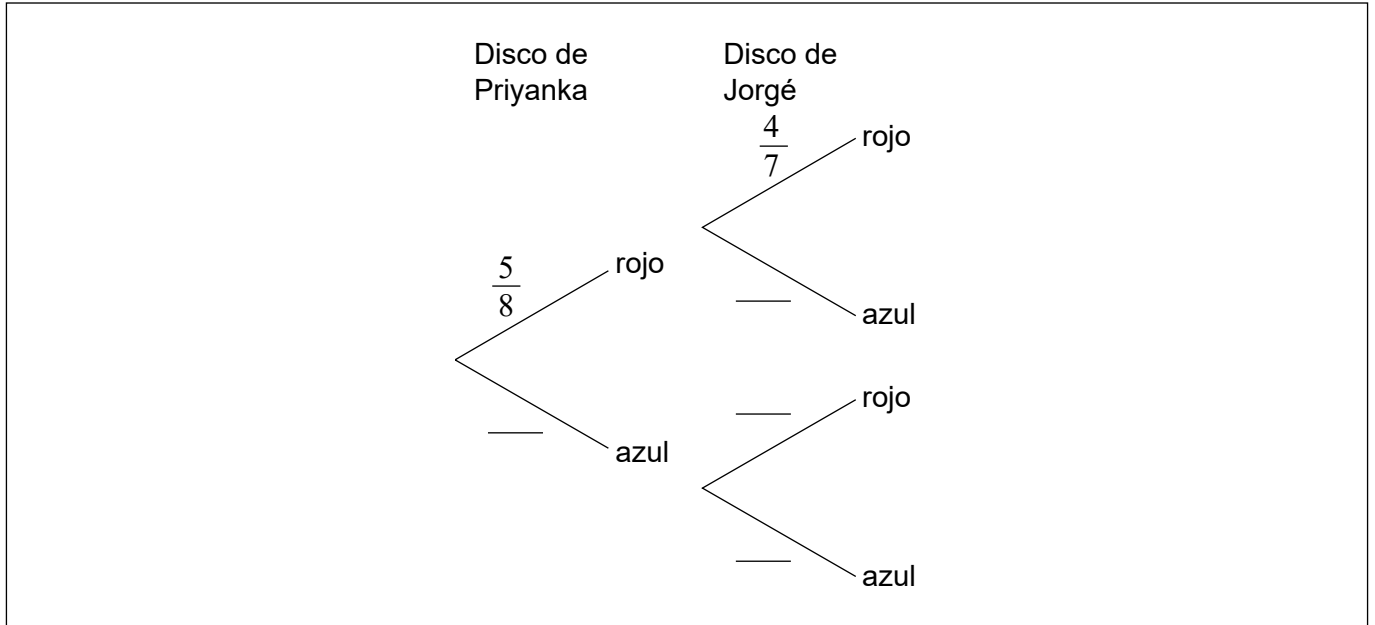 Disco de Priyanka
Disco de Jorgé
4/7
rojo
5/8
rojo
azul
rojo
azul
azul